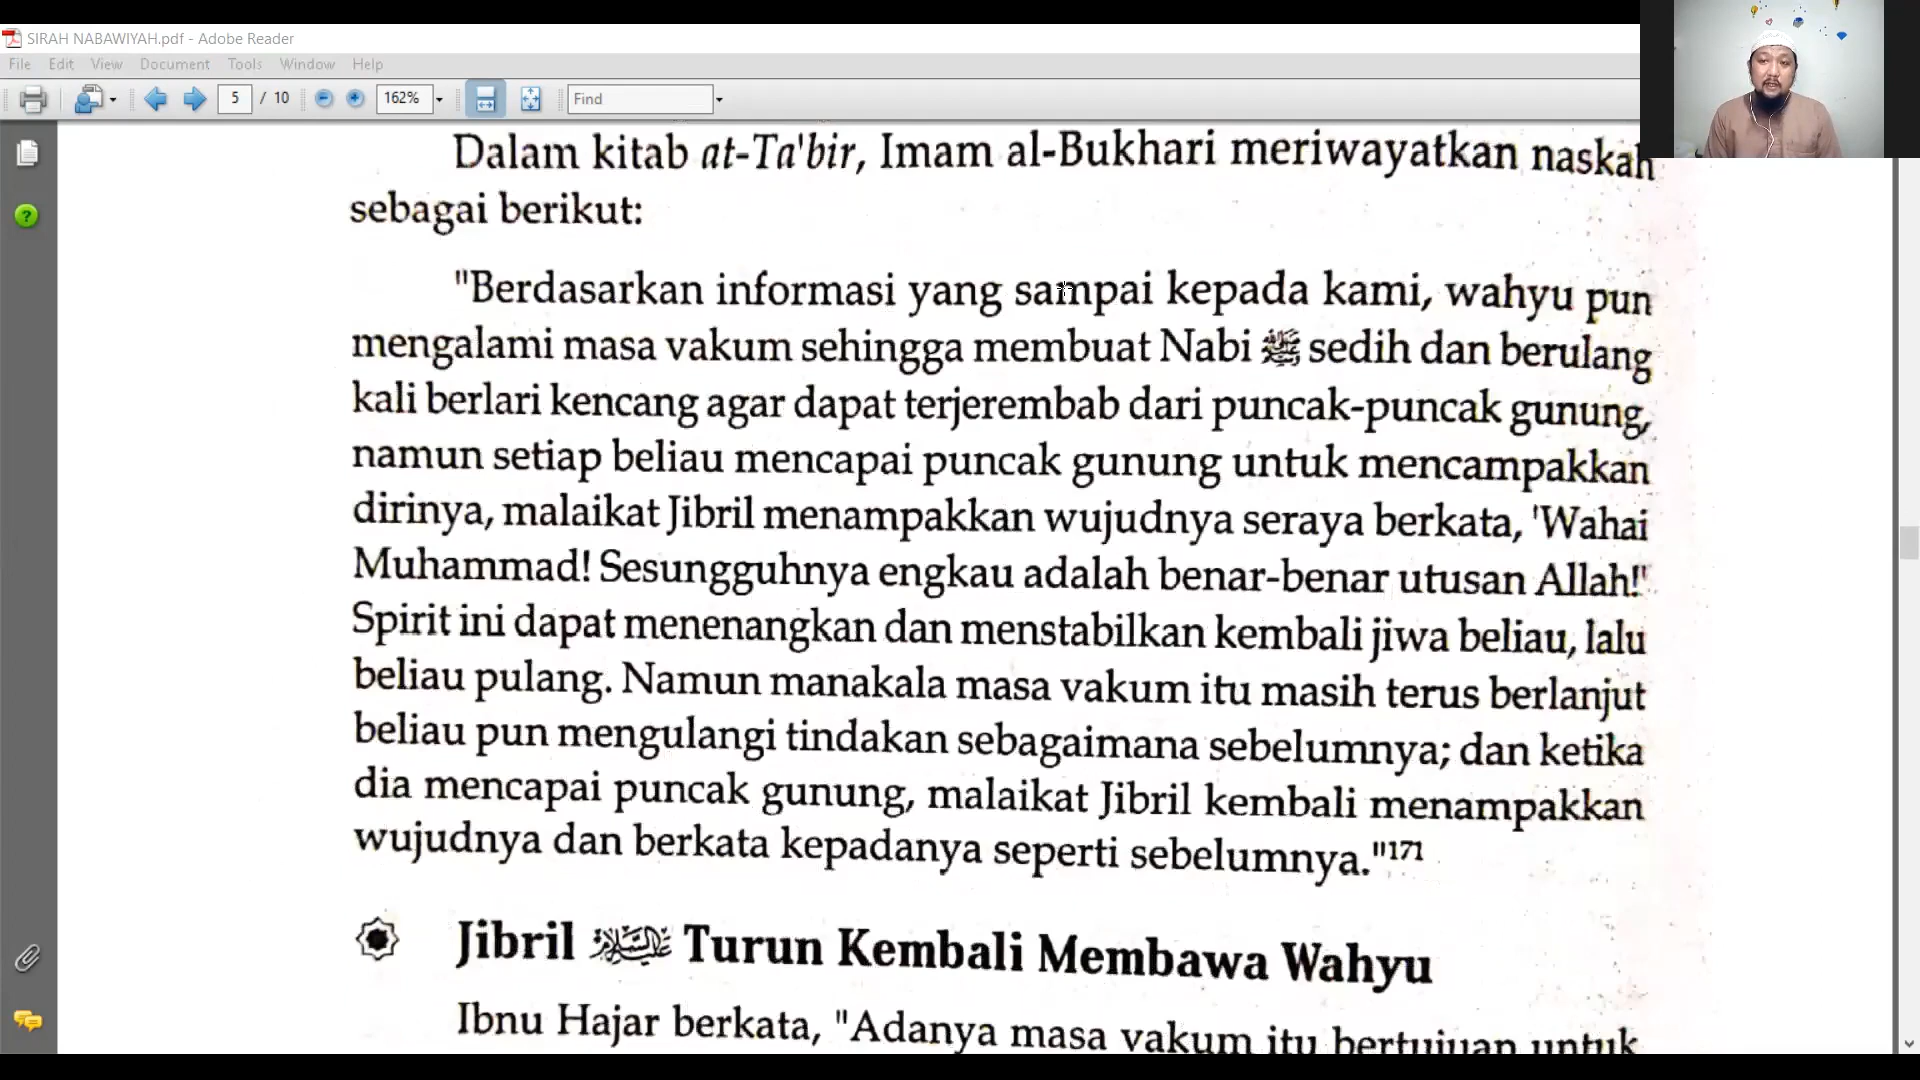 SIRAH NABAWIYAH.pdf - Adobe Reader
File Edit View Document Tools Window Help
5 / 10 162% Find
Dalam kitab at-Ta'bir, Imam al-Bukhari meriwayatkan naskah
sebagai berikut:
"Berdasarkan informasi yang sampai kepada kami, wahyu pun
mengalami masa vakum sehingga membuat Nabi ﷺ sedih dan berulang
kali berlari kencang agar dapat terjerembab dari puncak-puncak gunung,
namun setiap beliau mencapai puncak gunung untuk mencampakkan
dirinya, malaikat Jibril menampakkan wujudnya seraya berkata, 'Wahai
Muhammad! Sesungguhnya engkau adalah benar-benar utusan Allah!'
Spirit ini dapat menenangkan dan menstabilkan kembali jiwa beliau, lalu
beliau pulang. Namun manakala masa vakum itu masih terus berlanjut
beliau pun mengulangi tindakan sebagaimana sebelumnya; dan ketika
dia mencapai puncak gunung, malaikat Jibril kembali menampakkan
wujudnya dan berkata kepadanya seperti sebelumnya."171
Jibril عليه السلام Turun Kembali Membawa Wahyu
Ibnu Hajar berkata, "Adanya masa vakum itu bertujuan untuk